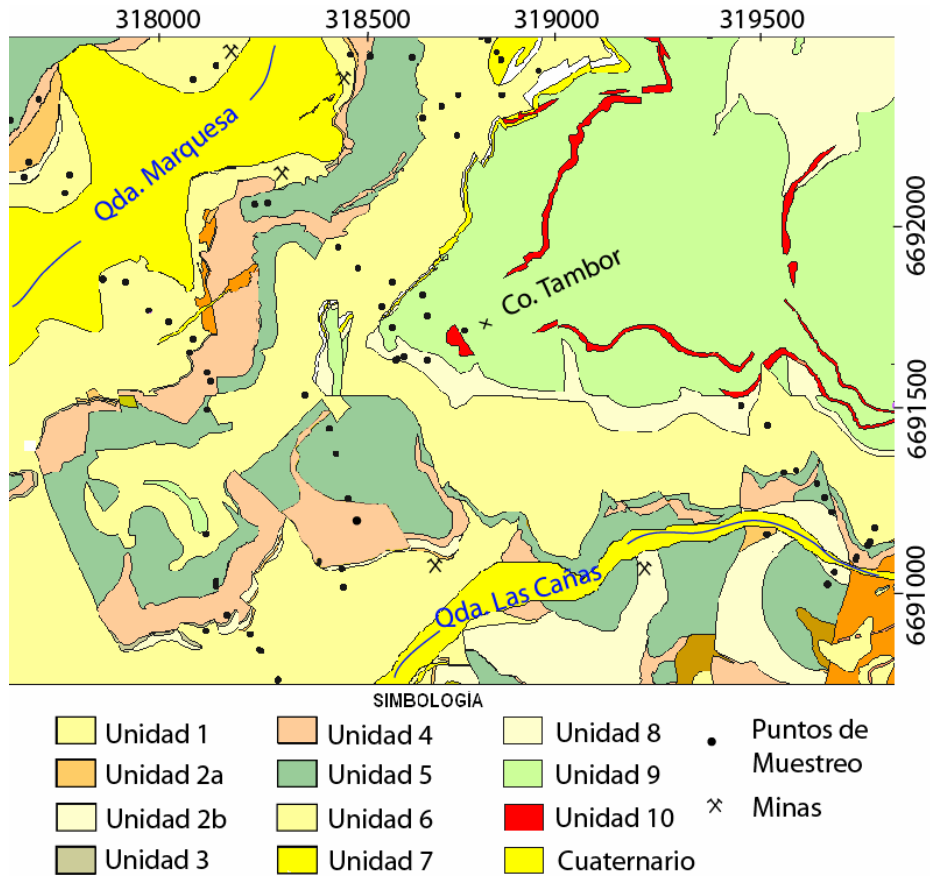 318000 318500 319000 319500
Qda. Marquesa
6692000
Co. Tambor
6691500
Qda. Las Cañas
6691000
SIMBOLOGÍA
Unidad 1
Unidad 2a
Unidad 2b
Unidad 3
Unidad 4
Unidad 5
Unidad 6
Unidad 7
Unidad 8
Unidad 9
Unidad 10
Cuaternario
Puntos de
Muestreo
Minas